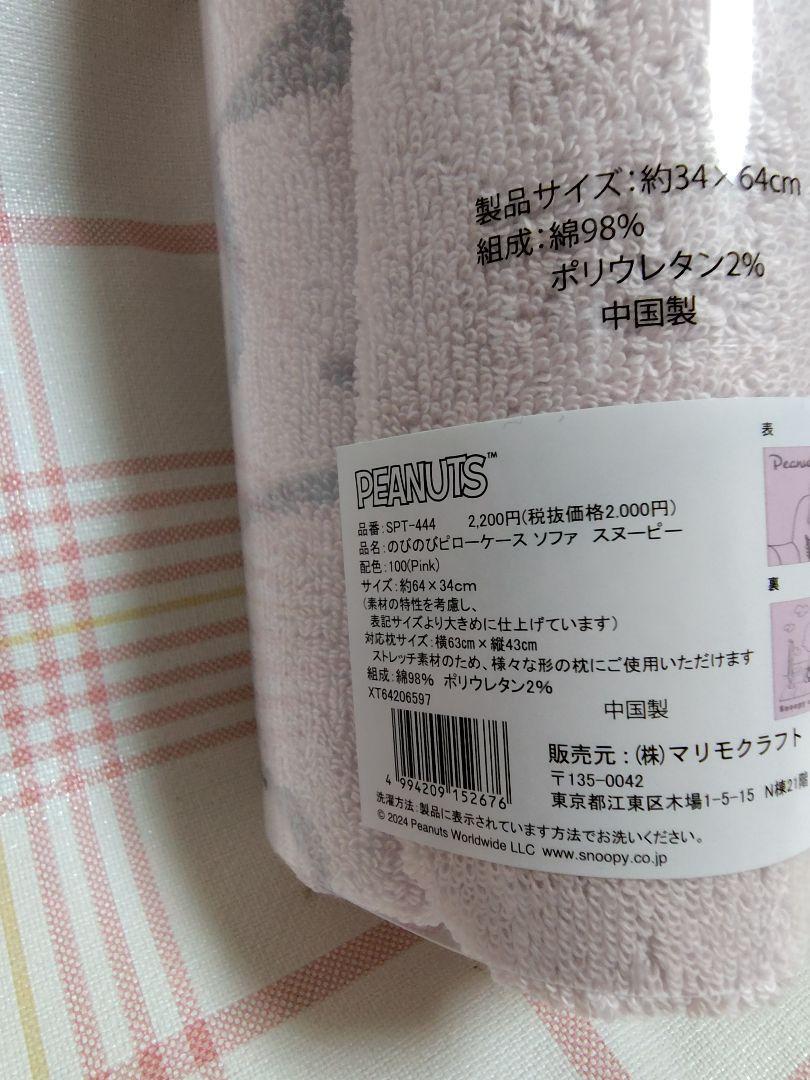 製品サイズ:約34×64cm
組成:綿98%
ポリウレタン2%
中国製
PEANUTS™
品番:SPT-444 2,200円(税抜価格2.000円)
品名:のびのびピローケース ソファ スヌーピー
配色:100(Pink)
サイズ:約64×34cm
(素材の特性を考慮し、
表記サイズより大きめに仕上げています)
対応枕サイズ:横63cm×縦43cm
ストレッチ素材のため、様々な形の枕にご使用いただけます
組成:綿98% ポリウレタン2%
XT64206597
中国製
4 994209 152676
販売元:(株)マリモクラフト
〒135-0042
東京都江東区木場1-5-15 N棟21階
洗濯方法:製品に表示されています方法でお洗いください。
© 2024 Peanuts Worldwide LLC www.snoopy.co.jp
表
裏
Snoopy